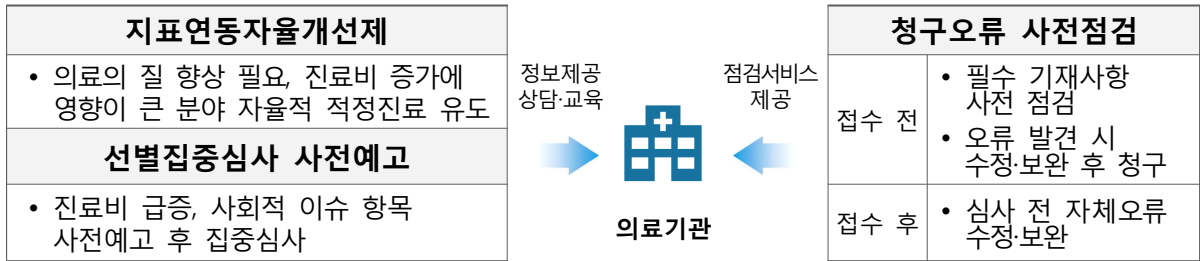 지표연동자율개선제
• 의료의 질 향상 필요, 진료비 증가에
영향이 큰 분야 자율적 적정진료 유도
선별집중심사 사전예고
• 진료비 급증, 사회적 이슈 항목
사전예고 후 집중심사
정보제공
상담·교육
의료기관
점검서비스
제공
청구오류 사전점검
접수 전
• 필수 기재사항
사전 점검
• 오류 발견 시
수정·보완 후 청구
접수 후
• 심사 전 자체오류
수정·보완